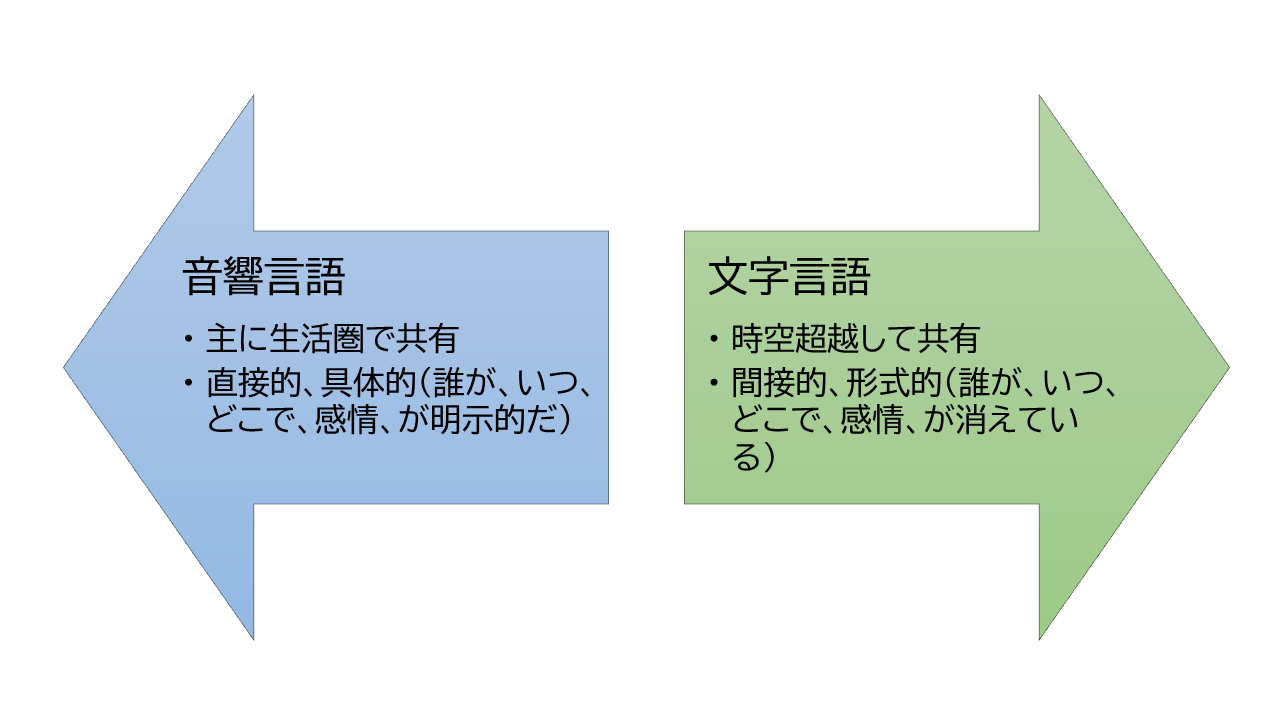 音響言語
・主に生活圏で共有
・直接的、具体的（誰が、いつ、
どこで、感情、が明示的だ）
文字言語
・時空超越して共有
・間接的、形式的（誰が、いつ、
どこで、感情、が消えてい
る）